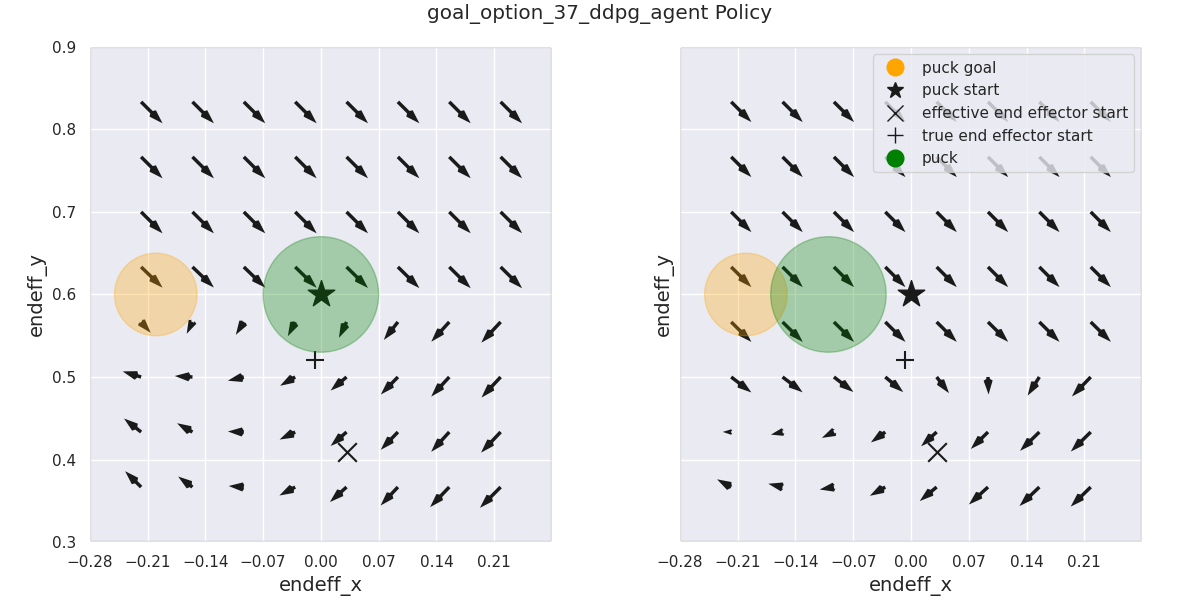 goal_option_37_ddpg_agent Policy
0.9
0.8
0.7
0.6
0.5
0.4
0.3
endeff_y
−0.28 −0.21 −0.14 −0.07 0.00 0.07 0.14 0.21
endeff_x
puck goal
puck start
effective end effector start
true end effector start
puck
endeff_y
−0.28 −0.21 −0.14 −0.07 0.00 0.07 0.14 0.21
endeff_x